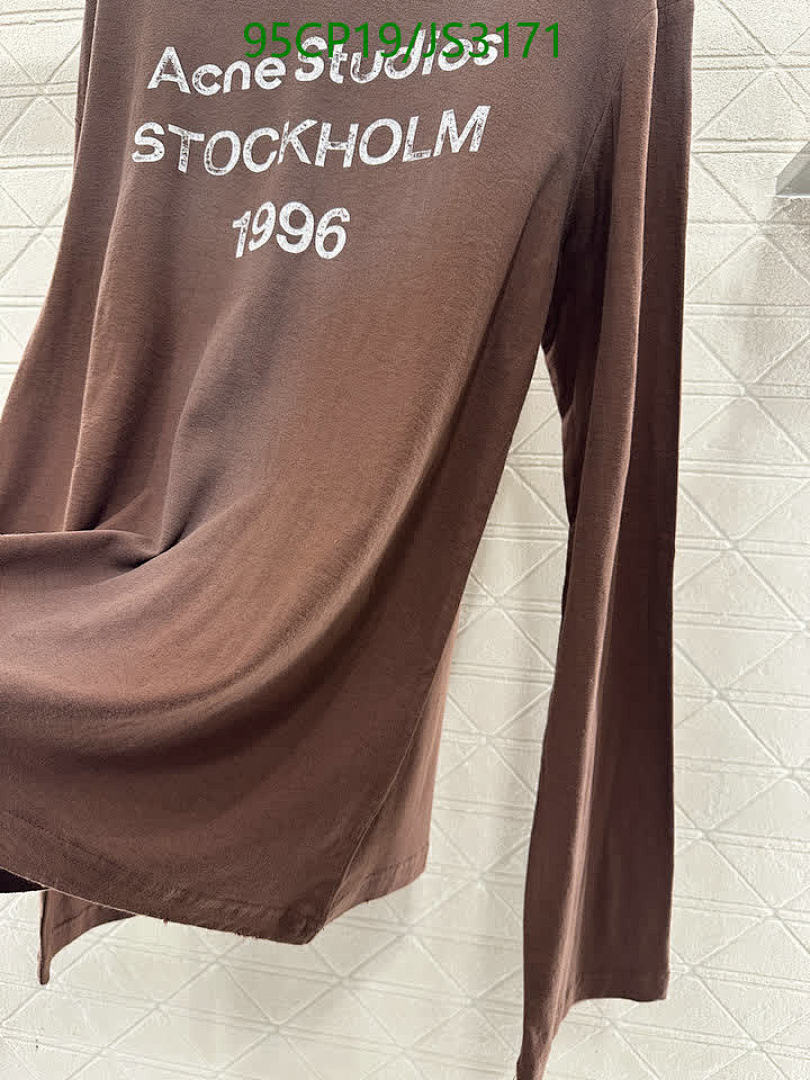 95CP19/JS3171
Acne Studios
STOCKHOLM
1996